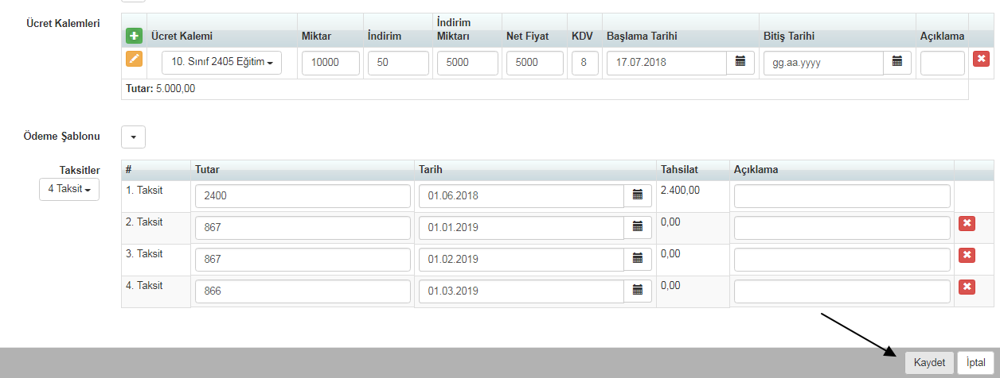 Ücret Kalemleri
Ücret Kalemi Miktar İndirim İndirim Miktarı Net Fiyat KDV Başlama Tarihi Bitiş Tarihi Açıklama
10. Sınıf 2405 Eğitim 10000 50 5000 5000 8 17.07.2018 gg.aa.yyyy
Tutar: 5.000,00
Ödeme Şablonu
Taksitler
4 Taksit
# Tutar Tarih Tahsilat Açıklama
1. Taksit 2400 01.06.2018 2.400,00
2. Taksit 867 01.01.2019 0,00
3. Taksit 867 01.02.2019 0,00
4. Taksit 866 01.03.2019 0,00
Kaydet İptal